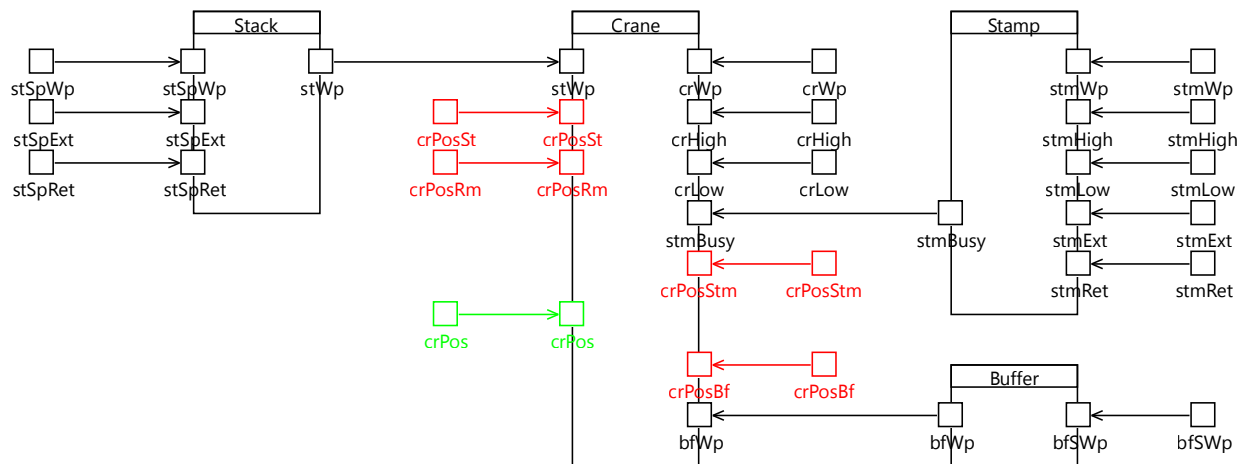 Stack Crane Stamp
stSpWp stSpWp stWp stWp crWp crWp stmWp stmWp
stSpExt stSpExt crPosSt crPosSt crHigh crHigh stmHigh stmHigh
stSpRet stSpRet crPosRm crPosRm crLow crLow stmLow stmLow
stmBusy stmBusy stmExt stmExt
crPosStm crPosStm stmRet stmRet
crPos crPos
Buffer
crPosBf crPosBf
bfWp bfWp bfSWp bfSWp